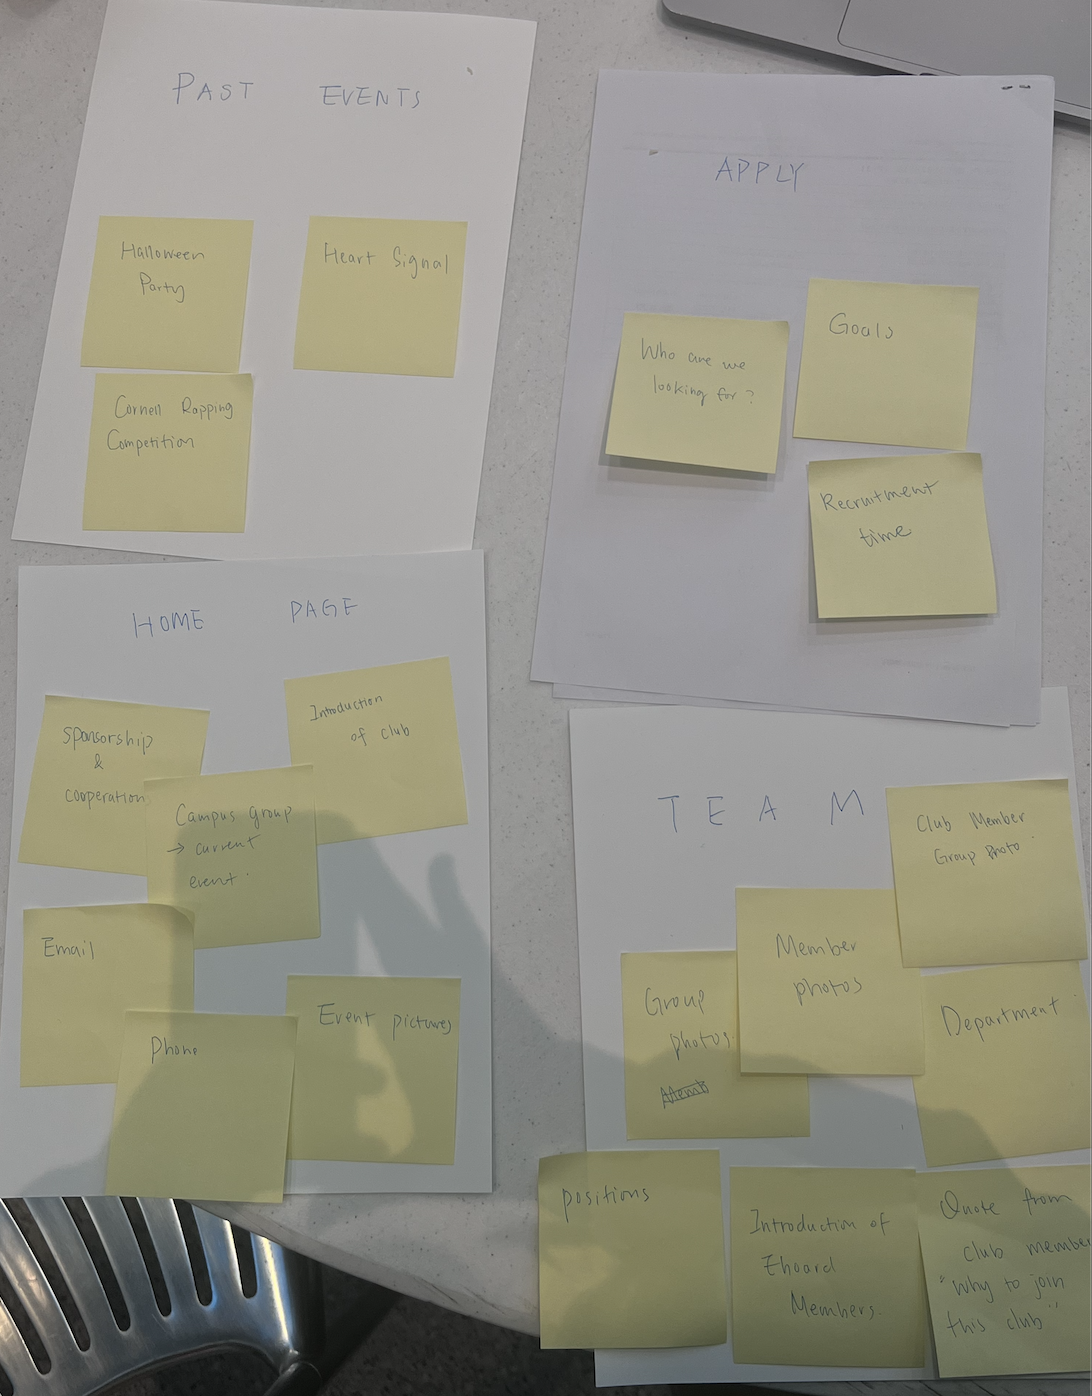 PAST EVENTS
Halloween
Party
Heart Signal
Cornell Rapping
Competition
APPLY
Who are we
looking for?
Goals
Recruitment
time
HOME PAGE
Sponsorship
&
cooperation
Introduction
of club
Campus group
→ current
event.
Email
Phone
Event pictures
TEAM
Club Member
Group photo
Member
photos
Group
photos
Department
positions
Introduction of
Eboard
Members
Quote from
club member
"Why to join
this club"